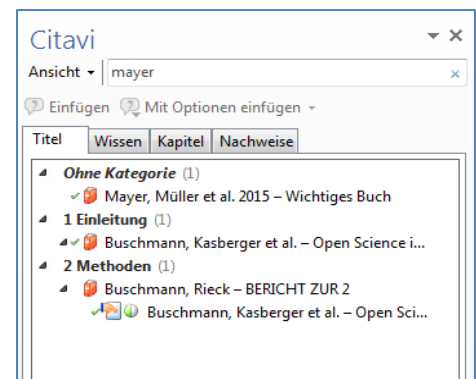 Citavi
Ansicht mayer
Einfügen Mit Optionen einfügen
Titel Wissen Kapitel Nachweise
Ohne Kategorie (1)
Mayer, Müller et al. 2015 – Wichtiges Buch
1 Einleitung (1)
Buschmann, Kasberger et al. – Open Science i...
2 Methoden (1)
Buschmann, Rieck – BERICHT ZUR 2
Buschmann, Kasberger et al. – Open Sci...